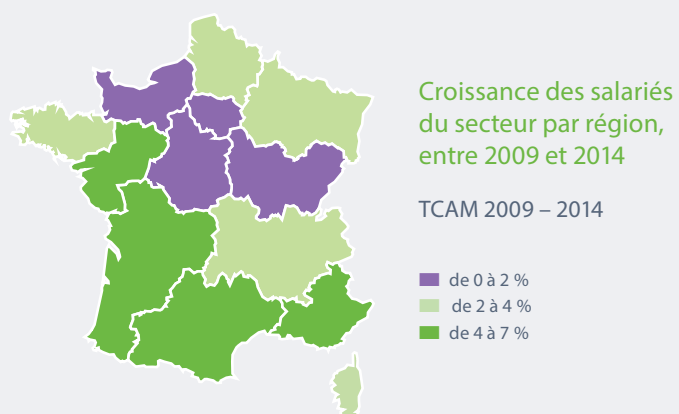 Croissance des salariés
du secteur par région,
entre 2009 et 2014
TCAM 2009 – 2014
de 0 à 2 %
de 2 à 4 %
de 4 à 7 %